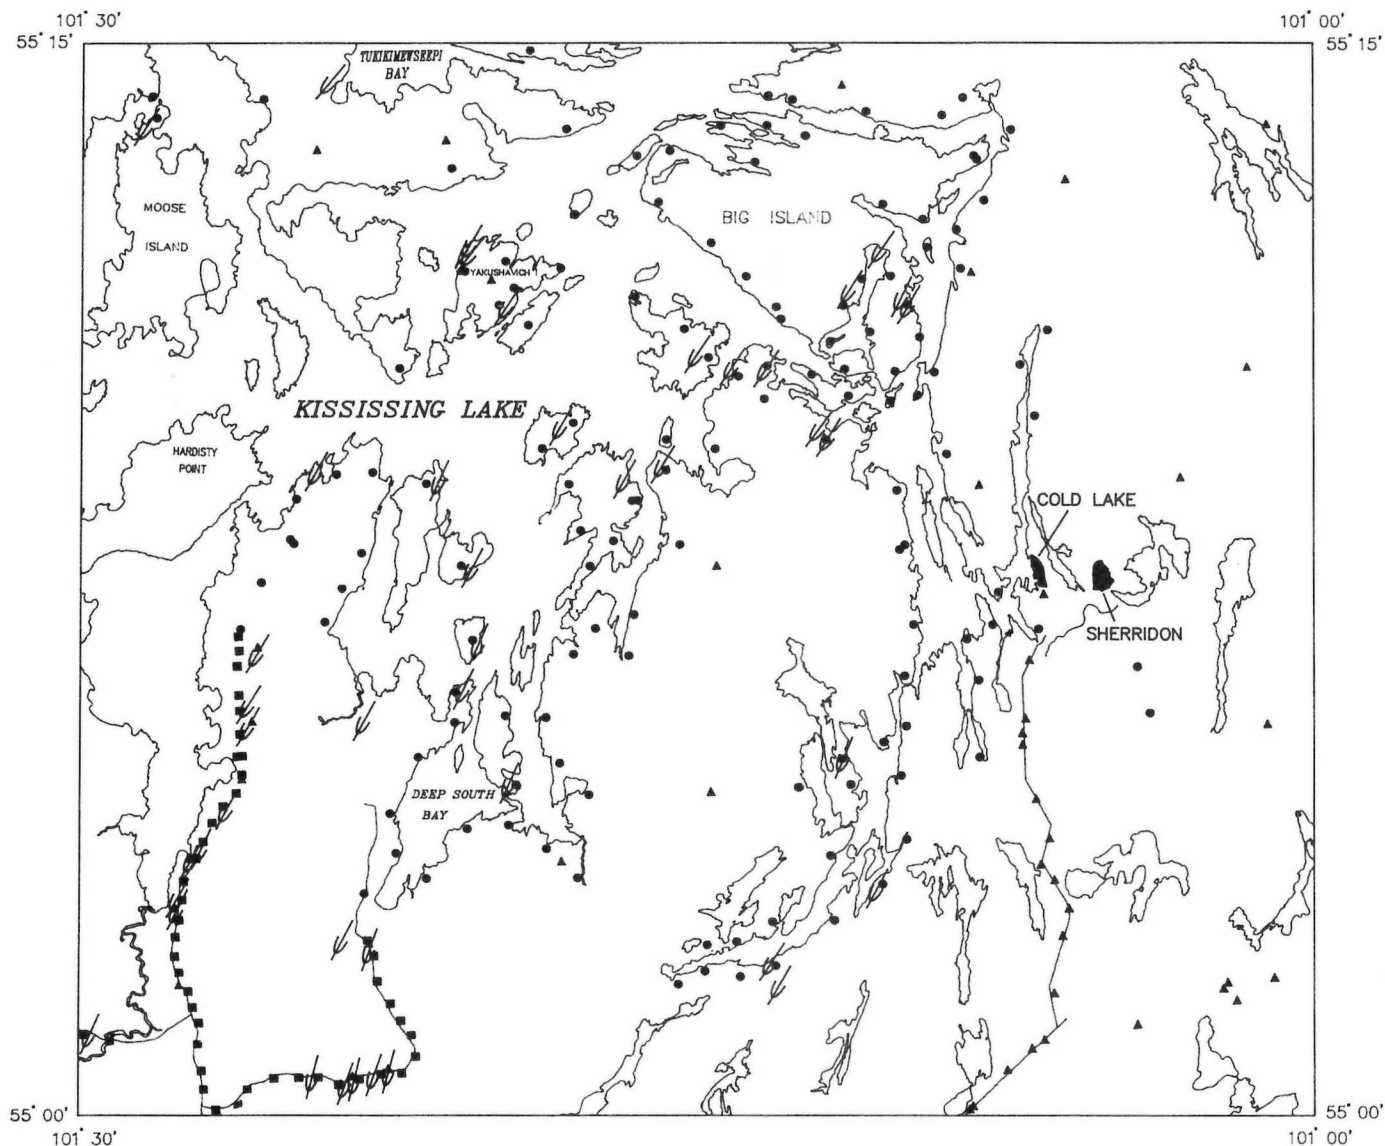 101° 30'
101° 00'
55° 15'
55° 15'
TUKIKIMEWSEEPI
BAY
MOOSE
ISLAND
BIG ISLAND
YAKUSHAVICH I
KISSISSING LAKE
HARDISTY
POINT
COLD LAKE
SHERRIDON
DEEP SOUTH
BAY
55° 00'
55° 00'
101° 30'
101° 00'